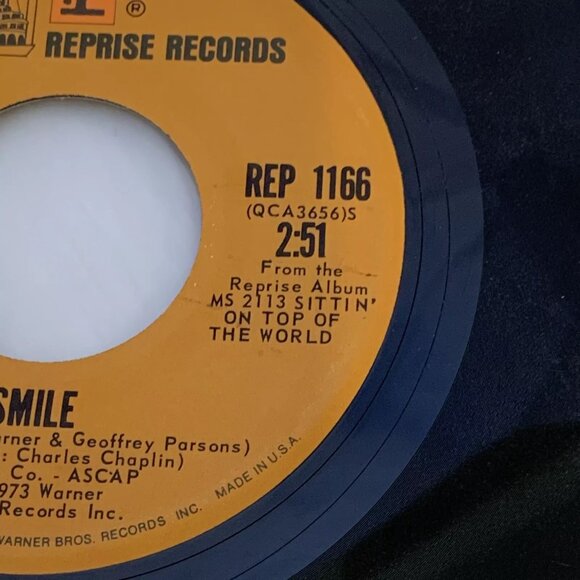 ®
REPRISE RECORDS
REP 1166
(QCA3656)S
2:51
From the
Reprise Album
MS 2113 SITTIN'
ON TOP OF
THE WORLD
SMILE
rner & Geoffrey Parsons)
: Charles Chaplin)
Co. - ASCAP
973 Warner
Records Inc.
WARNER BROS. RECORDS INC. MADE IN U.S.A.